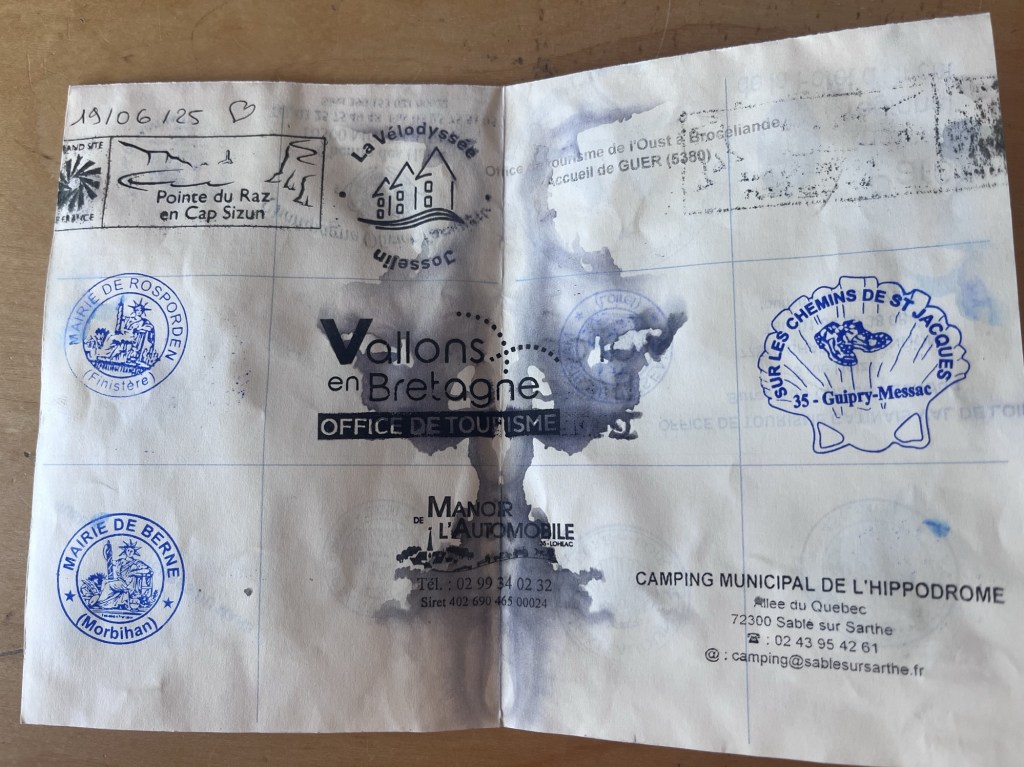 19/06/25 ♡
AND SITE
FRANCE
Pointe du Raz
en Cap Sizun
La Vélodyssée
Josselin
Office de Tourisme de l'Oust à Brocéliande
Accueil de GUER (5380)
MAIRIE DE ROSPORDEN
(Finistère)
Vallons
en Bretagne
OFFICE DE TOURISME
SUR LES CHEMINS DE ST JACQUES
35 - Guipry-Messac
MAIRIE DE BERNE
(Morbihan)
MANOIR
DE L'AUTOMOBILE
35-LOHEAC
Tél. : 02 99 34 02 32
Siret 402 690 465 00024
CAMPING MUNICIPAL DE L'HIPPODROME
Allee du Quebec
72300 Sable sur Sarthe
☎ : 02 43 95 42 61
@ : camping@sablesursarthe.fr